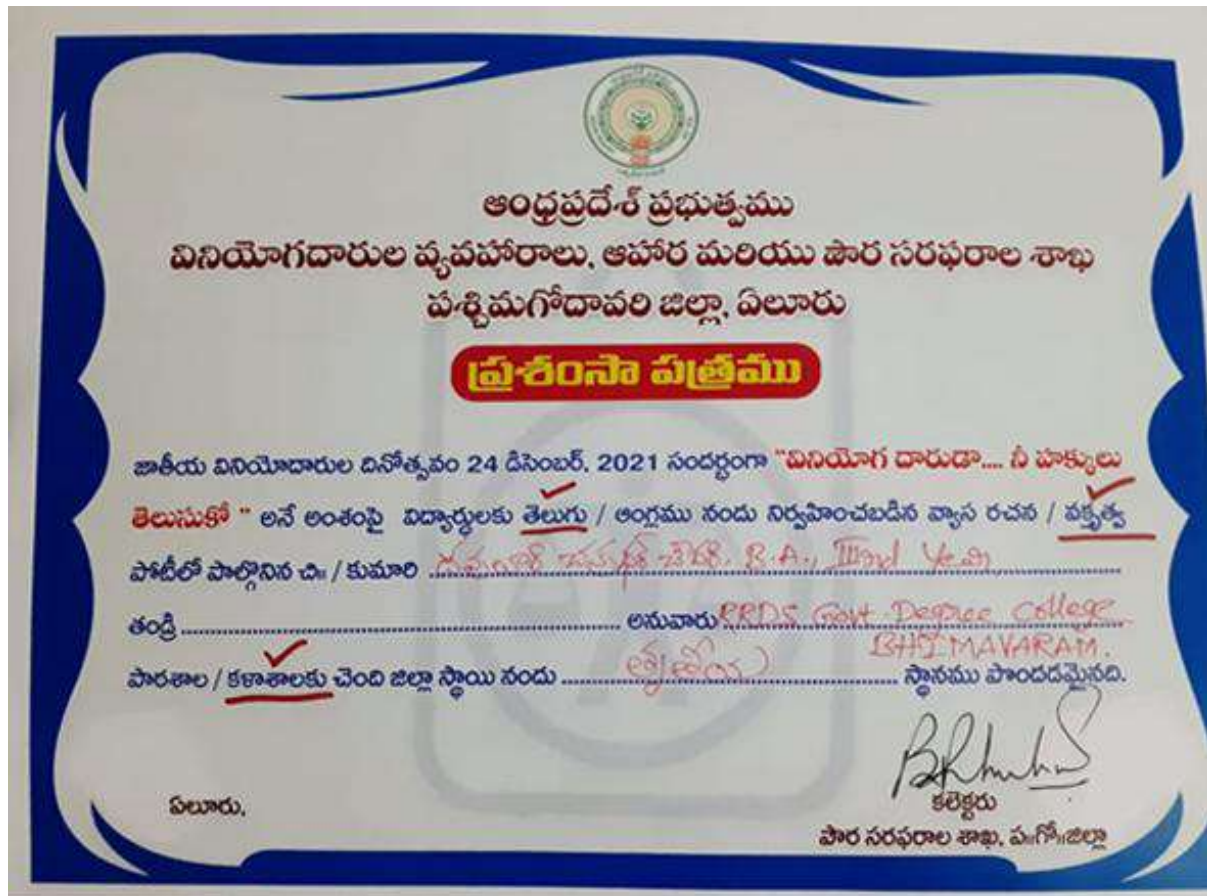 ఆంధ్రప్రదేశ్ ప్రభుత్వము
వినియోగదారుల వ్యవహారాలు, ఆహార మరియు పౌర సరఫరాల శాఖ
పశ్చిమగోదావరి జిల్లా, ఏలూరు
ప్రశంసా పత్రము
జాతీయ వినియోదారుల దినోత్సవం 24 డిసెంబర్, 2021 సందర్భంగా "వినియోగ దారుడా.... నీ హక్కులు
తెలుసుకో " అనే అంశంపై విద్యార్థులకు తెలుగు / ఆంగ్లము నందు నిర్వహించబడిన వ్యాస రచన / వక్తృత్వ
పోటీలో పాల్గొనిన చి॥ / కుమారి B.A., IIIrd Year,
తండ్రి అనువారు Govt Degree College
BHIMAVARAM.
పాఠశాల / కళాశాలకు చెంది జిల్లా స్థాయి నందు తృతీయ స్థానము పొందడమైనది.
ఏలూరు,
కలెక్టరు
పౌర సరఫరాల శాఖ, ప॥గో॥జిల్లా